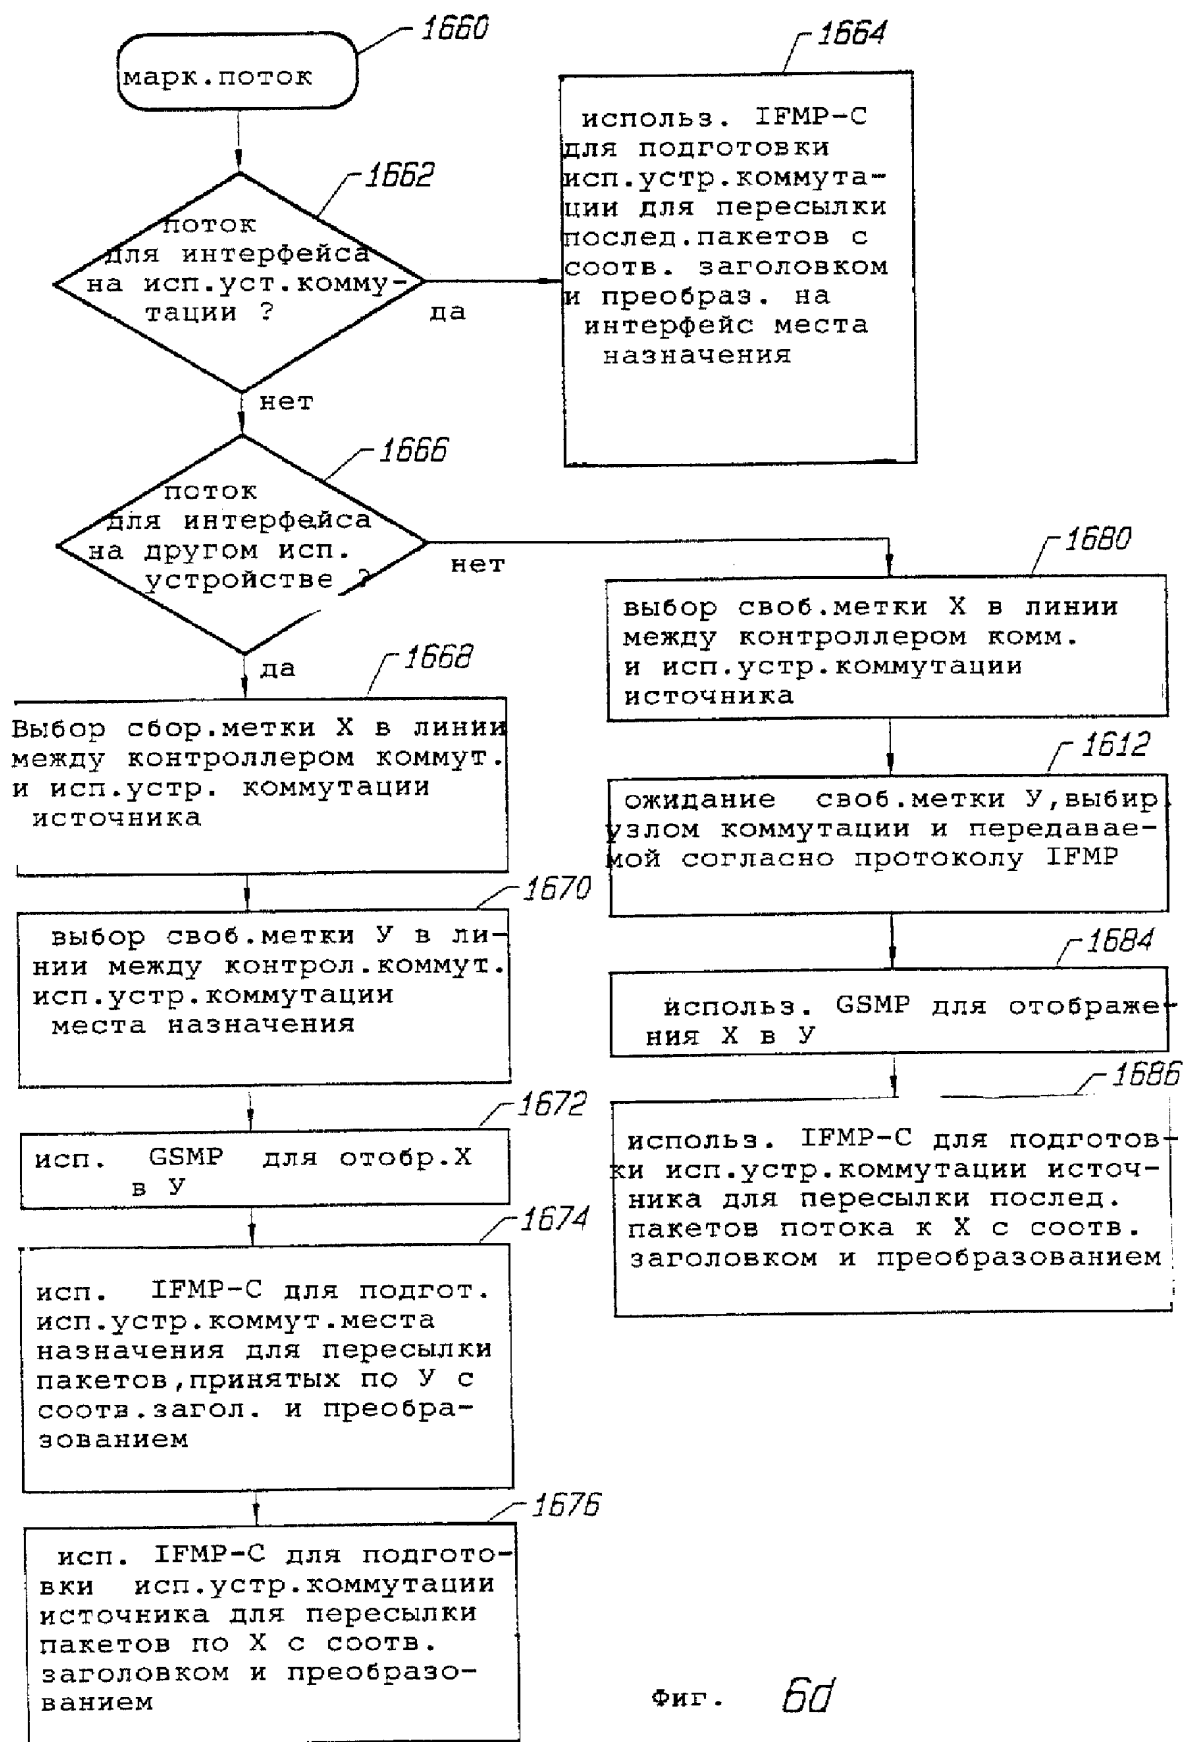 1660
марк.поток
1662
поток
для интерфейса
на исп.уст.комму-
тации ?
да
нет
1664
использ. IFMP-C
для подготовки
исп.устр.коммута-
ции для пересылки
послед.пакетов с
соотв. заголовком
и преобраз. на
интерфейс места
назначения
1666
поток
для интерфейса
на другом исп.
устройстве ?
нет
да
1668
Выбор сбор.метки X в линии
между контроллером коммут.
и исп.устр. коммутации
источника
1670
выбор своб.метки У в ли-
нии между контрол.коммут.
исп.устр.коммутации
места назначения
1672
исп. GSMP для отобр.X
в У
1674
исп. IFMP-C для подгот.
исп.устр.коммут.места
назначения для пересылки
пакетов,принятых по У с
соотв.загол. и преобра-
зованием
1676
исп. IFMP-C для подгото-
вки исп.устр.коммутации
источника для пересылки
пакетов по X с соотв.
заголовком и преобразо-
ванием
1680
выбор своб.метки X в линии
между контроллером комм.
и исп.устр.коммутации
источника
1612
ожидание своб.метки У,выбир.
узлом коммутации и передавае-
мой согласно протоколу IFMP
1684
использ. GSMP для отображе-
ния X в У
1686
использ. IFMP-C для подготов-
ки исп.устр.коммутации источ-
ника для пересылки послед.
пакетов потока к X с соотв.
заголовком и преобразованием
Фиг. 6d